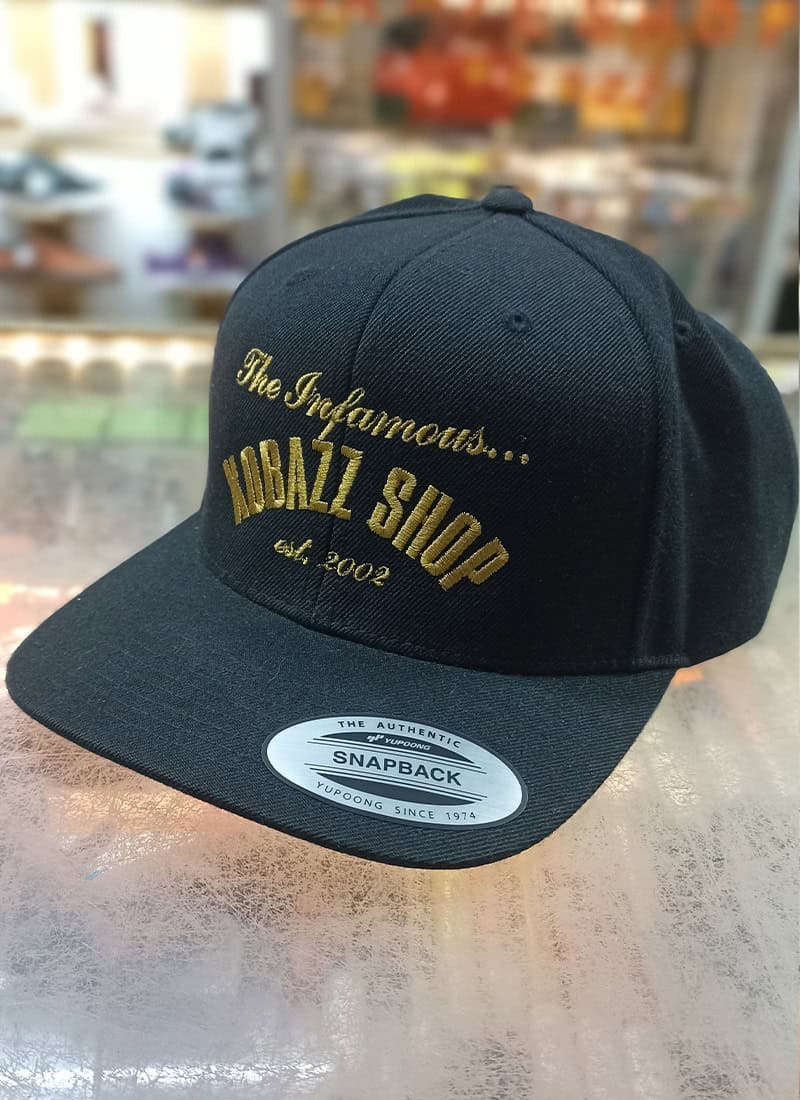 The Infamous...
KOBAZZ SHOP
est. 2002
THE AUTHENTIC
YUPOONG
SNAPBACK
YUPOONG SINCE 1974